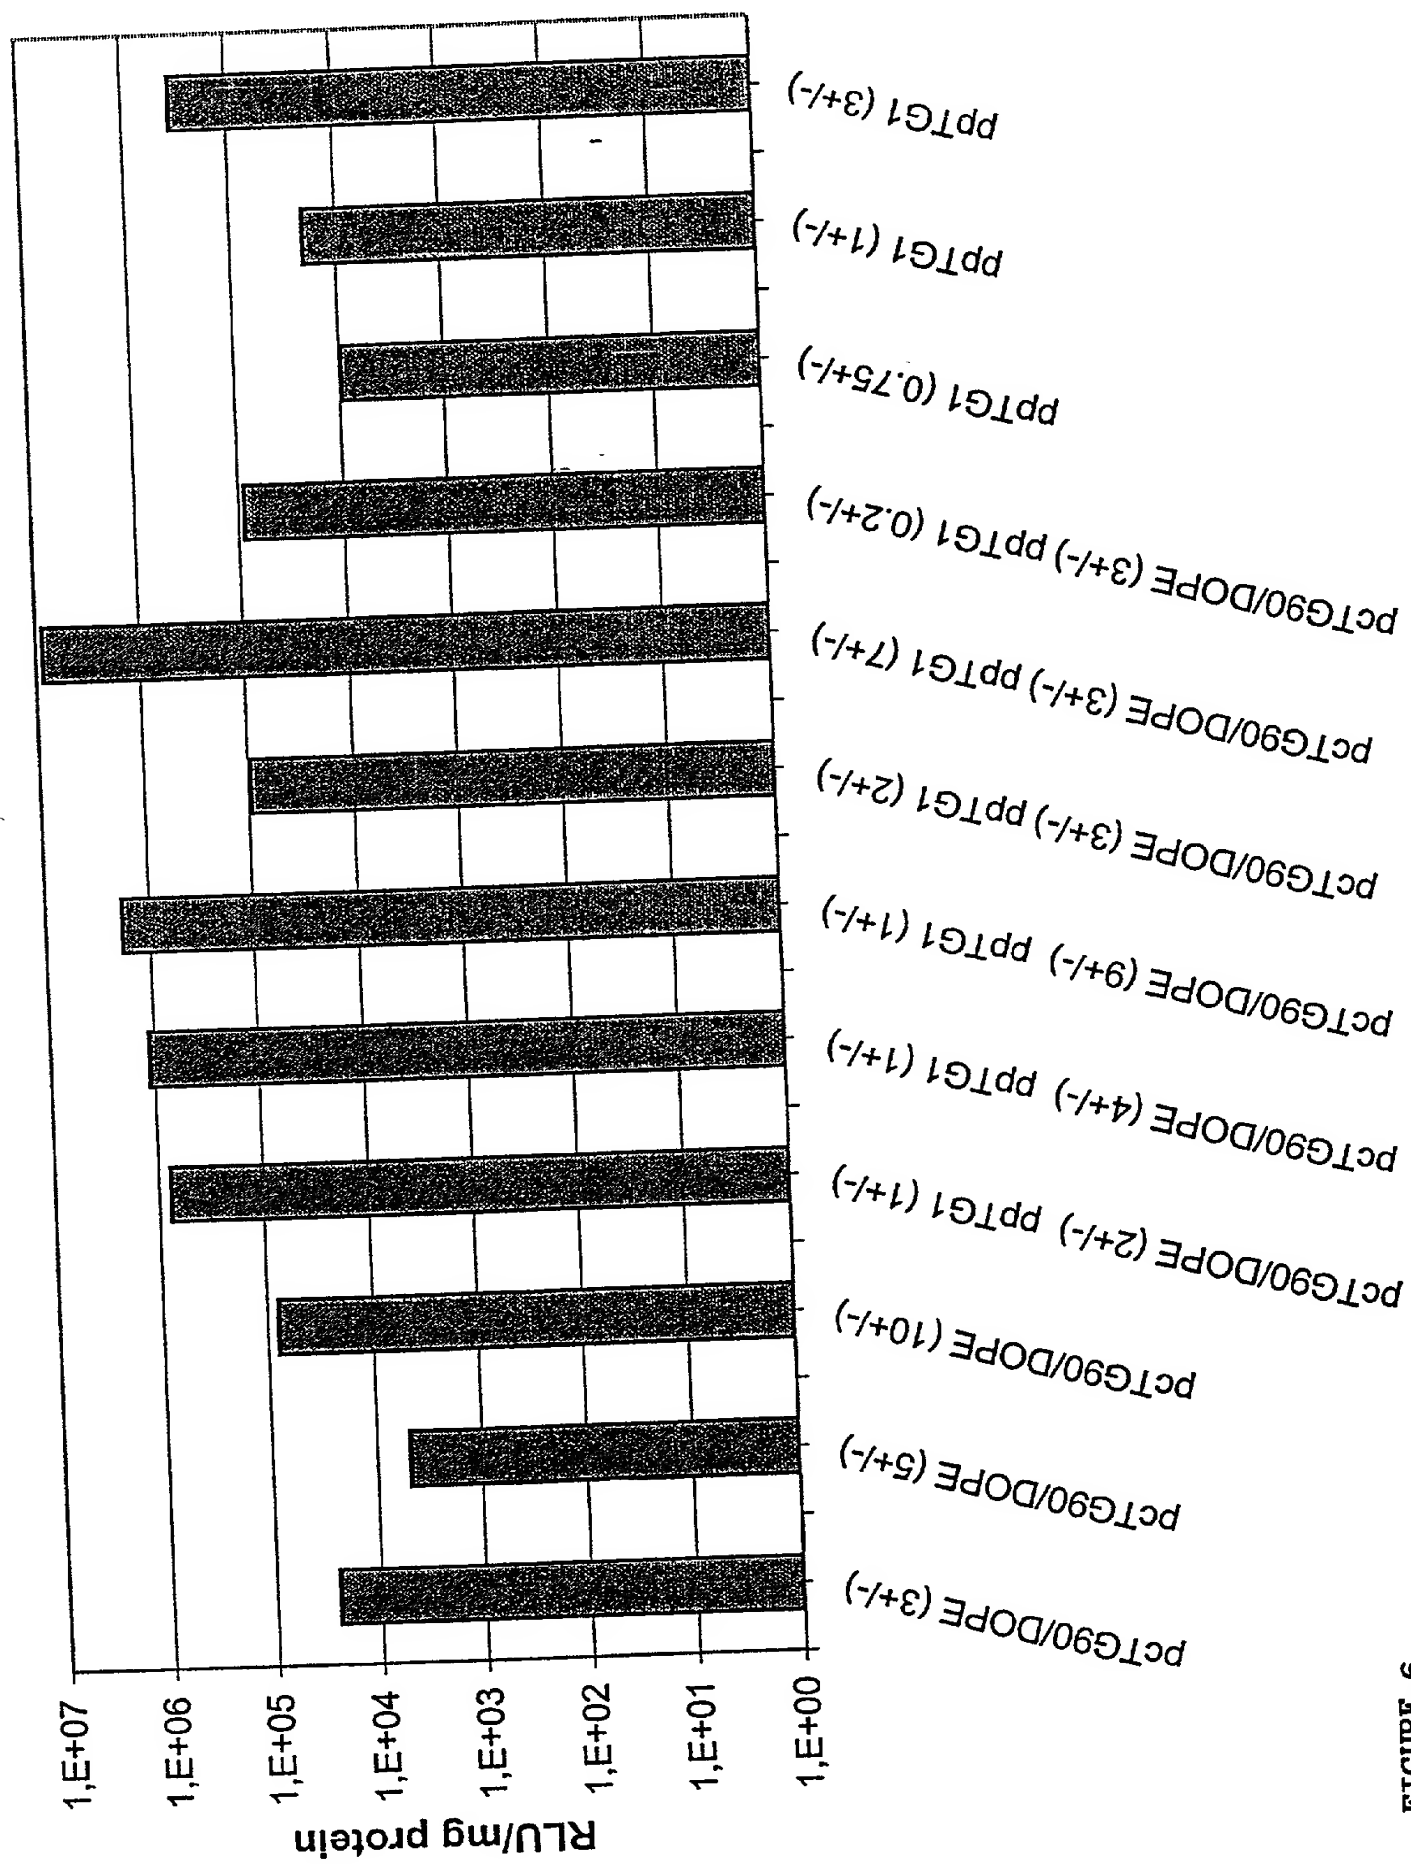 RLU/mg protein
1,E+07
1,E+06
1,E+05
1,E+04
1,E+03
1,E+02
1,E+01
1,E+00
pcTG90/DOPE (3+/-)
pcTG90/DOPE (5+/-)
pcTG90/DOPE (10+/-)
pcTG90/DOPE (2+/-) ppTG1 (1+/-)
pcTG90/DOPE (4+/-) ppTG1 (1+/-)
pcTG90/DOPE (9+/-) ppTG1 (1+/-)
pcTG90/DOPE (3+/-) ppTG1 (2+/-)
pcTG90/DOPE (3+/-) ppTG1 (7+/-)
pcTG90/DOPE (3+/-) ppTG1 (0.2+/-)
ppTG1 (0.75+/-)
ppTG1 (1+/-)
ppTG1 (3+/-)
FIGURE 6